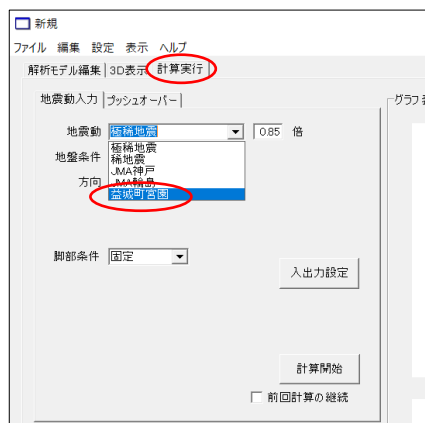 新規
ファイル 編集 設定 表示 ヘルプ
解析モデル編集 3D表示 計算実行
地震動入力 プッシュオーバー
グラフ
地震動 極稀地震 0.85 倍
極稀地震
地盤条件 稀地震
JMA神戸
方向 JMA輪島
益城町宮園
脚部条件 固定
入出力設定
計算開始
前回計算の継続